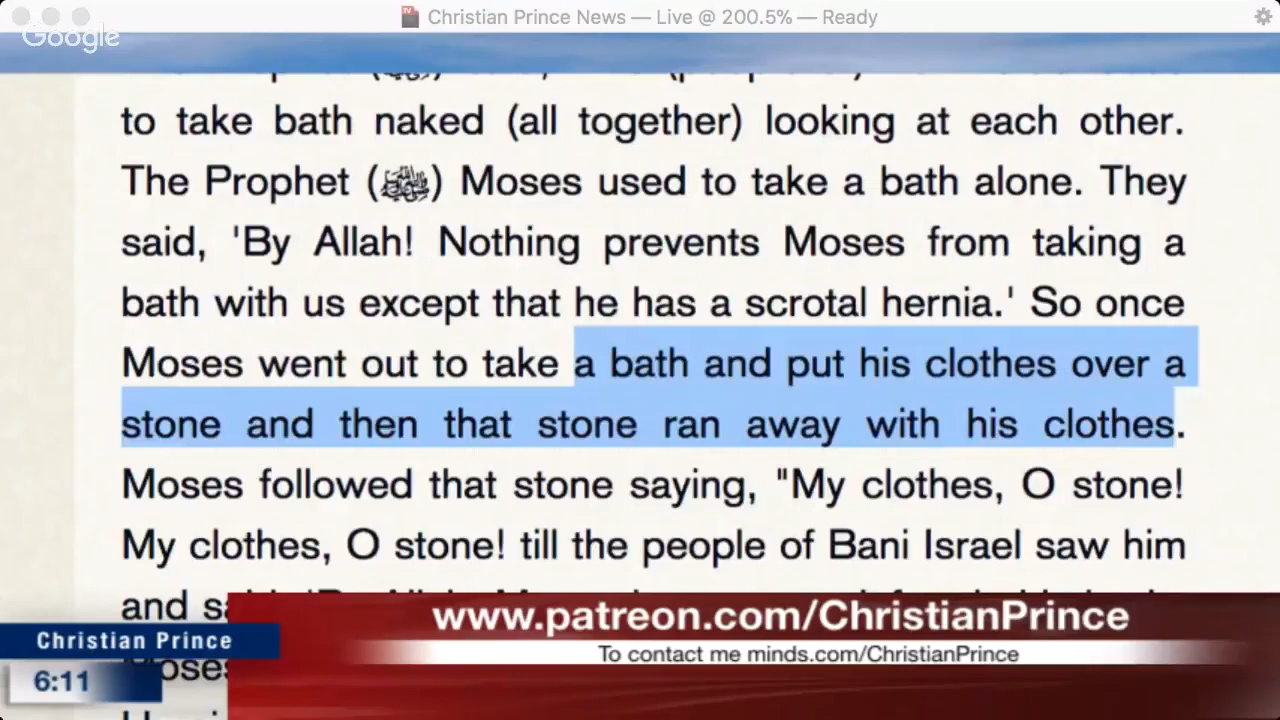 Christian Prince News — Live @ 200.5% — Ready
Google
to take bath naked (all together) looking at each other.
The Prophet (ﷺ) Moses used to take a bath alone. They
said, 'By Allah! Nothing prevents Moses from taking a
bath with us except that he has a scrotal hernia.' So once
Moses went out to take a bath and put his clothes over a
stone and then that stone ran away with his clothes.
Moses followed that stone saying, "My clothes, O stone!
My clothes, O stone! till the people of Bani Israel saw him
and
www.patreon.com/ChristianPrince
Christian Prince
To contact me minds.com/ChristianPrince
6:11